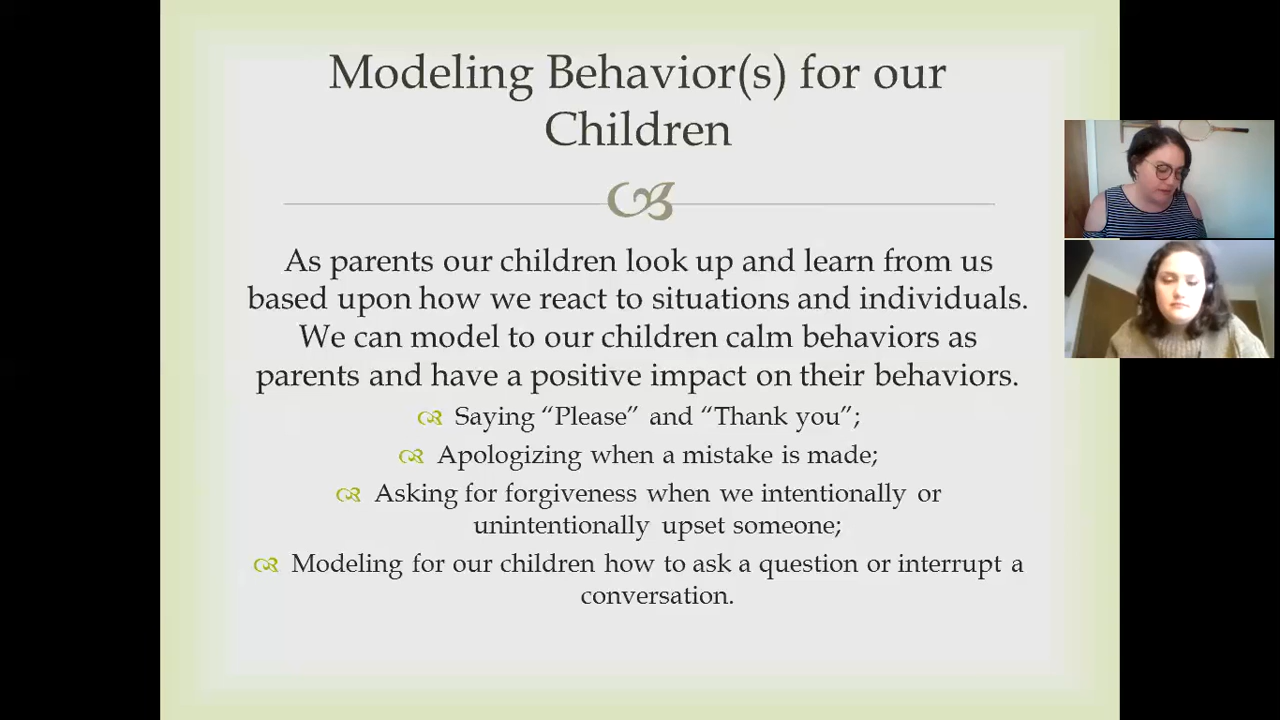 Modeling Behavior(s) for our
Children
As parents our children look up and learn from us
based upon how we react to situations and individuals.
We can model to our children calm behaviors as
parents and have a positive impact on their behaviors.
Saying “Please” and “Thank you”;
Apologizing when a mistake is made;
Asking for forgiveness when we intentionally or
unintentionally upset someone;
Modeling for our children how to ask a question or interrupt a
conversation.